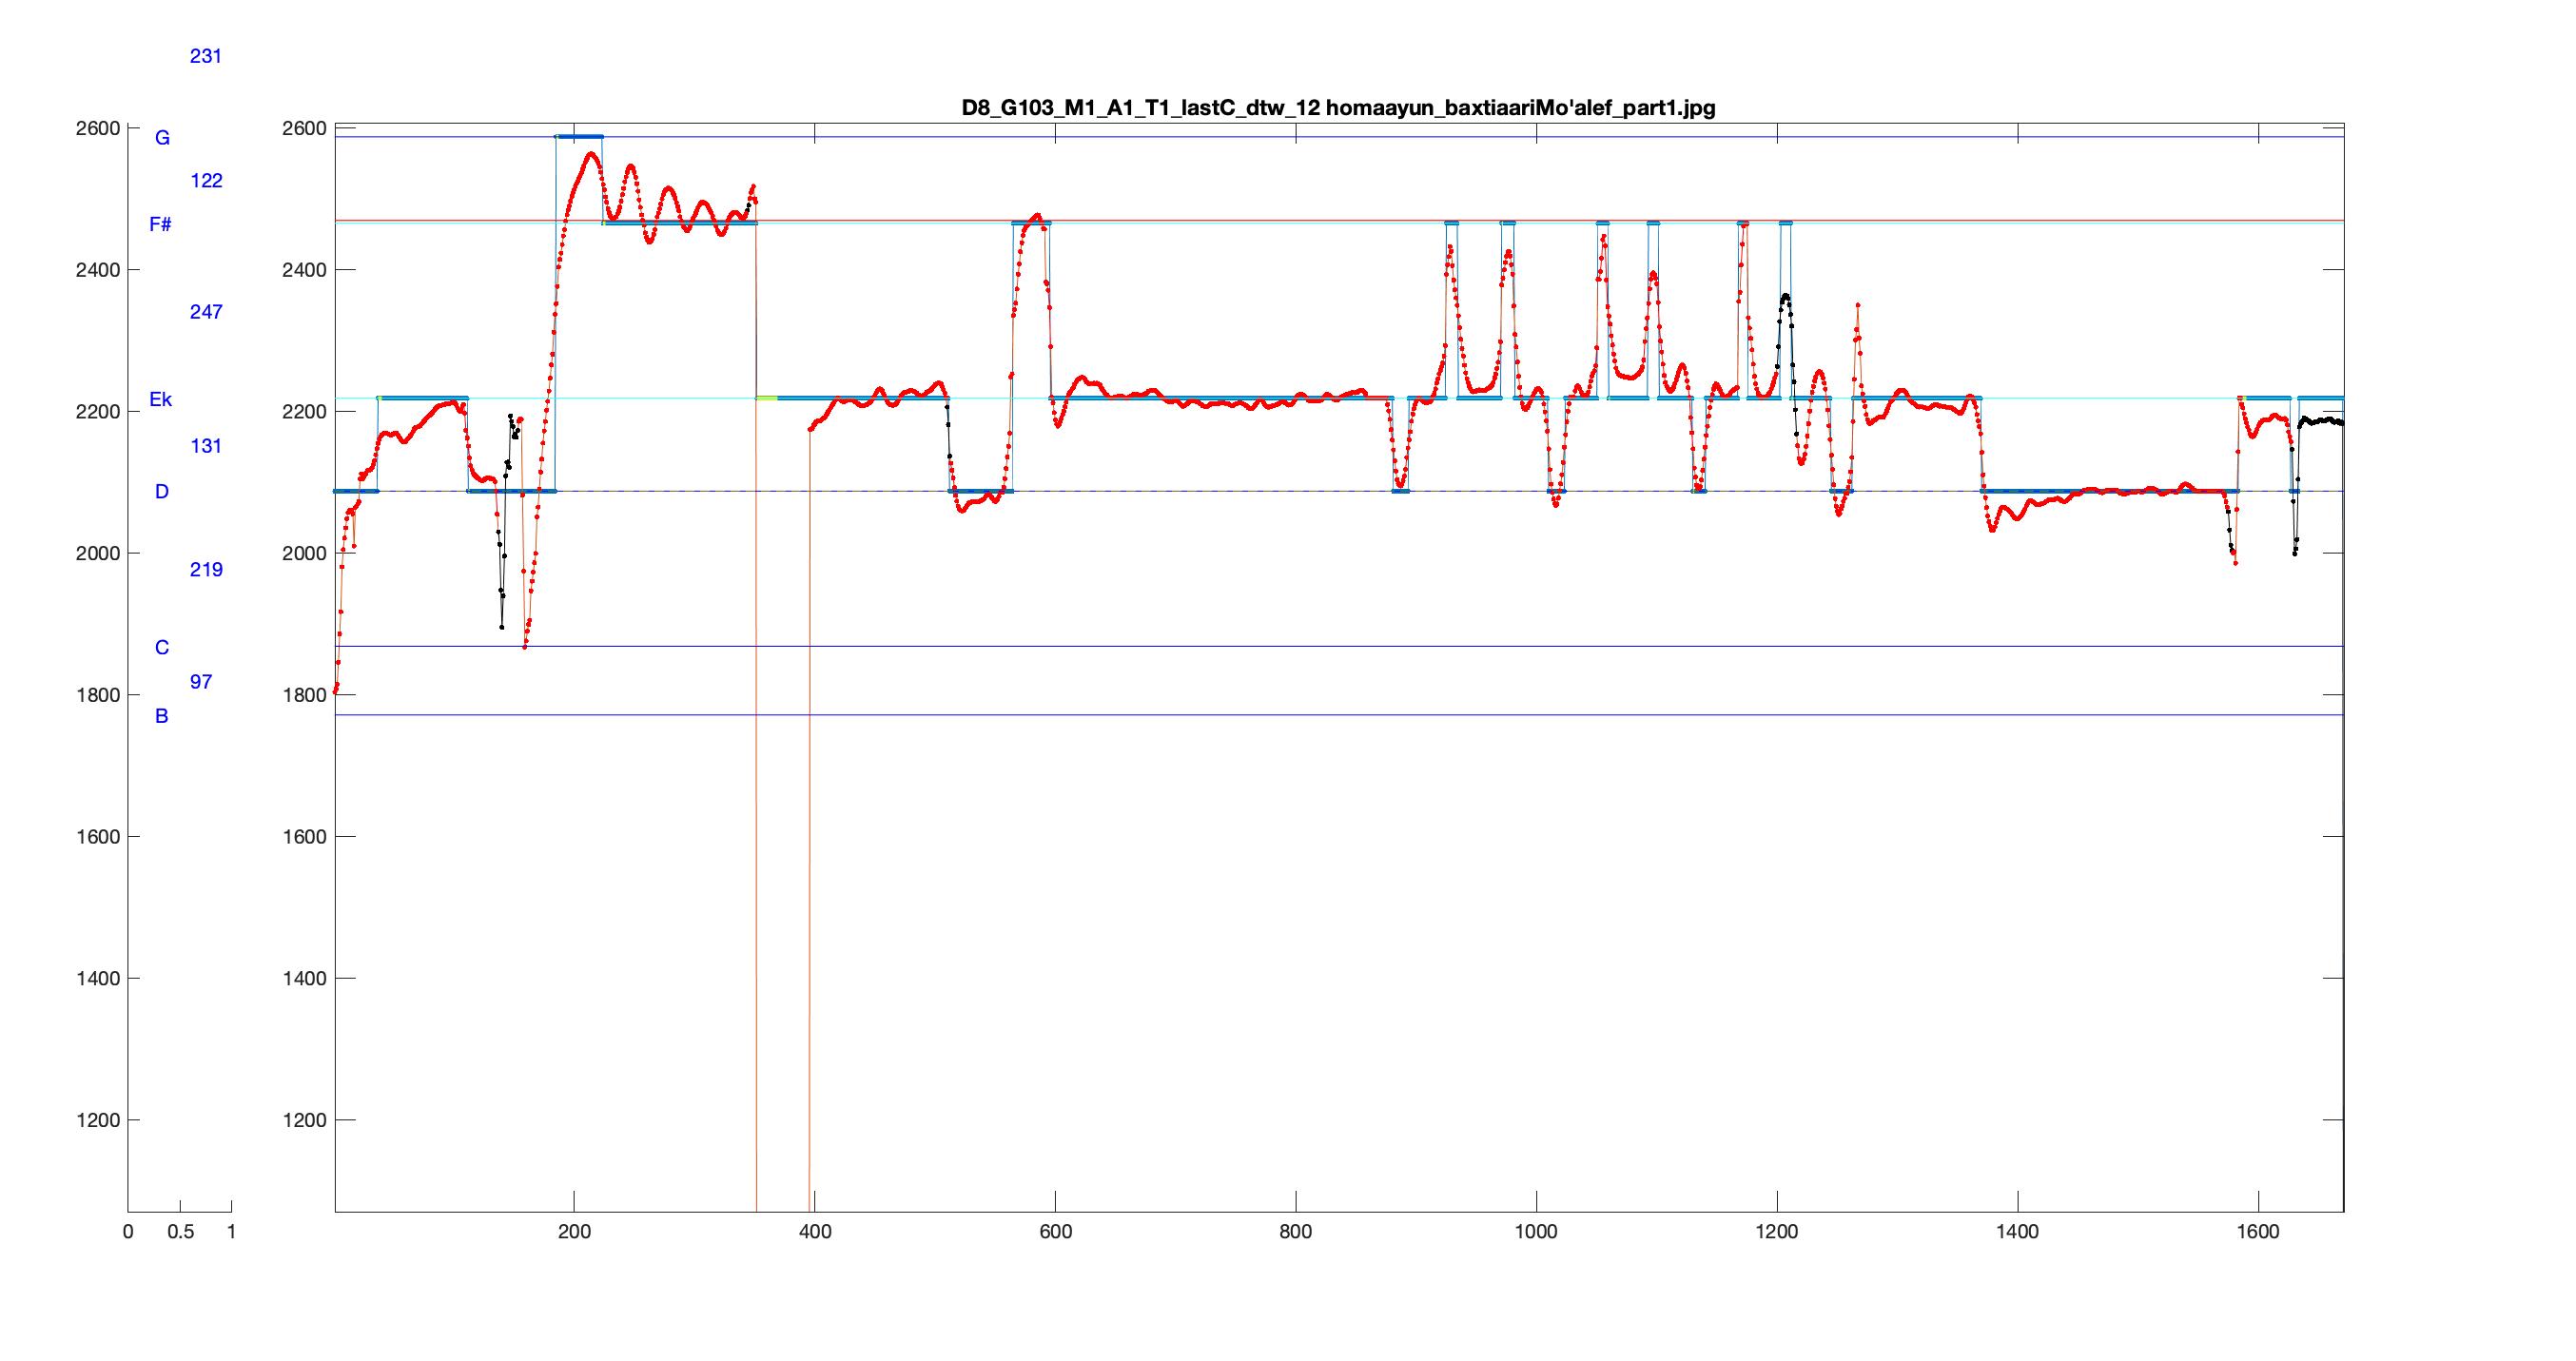 231
D8_G103_M1_A1_T1_lastC_dtw_12 homaayun_baxtiaariMo'alef_part1.jpg
2600 G 2600
122
F#
2400 2400
247
2200 Ek 2200
131
D
2000 2000
219
C
1800 97 1800
B
1600 1600
1400 1400
1200 1200
0 0.5 1 200 400 600 800 1000 1200 1400 1600